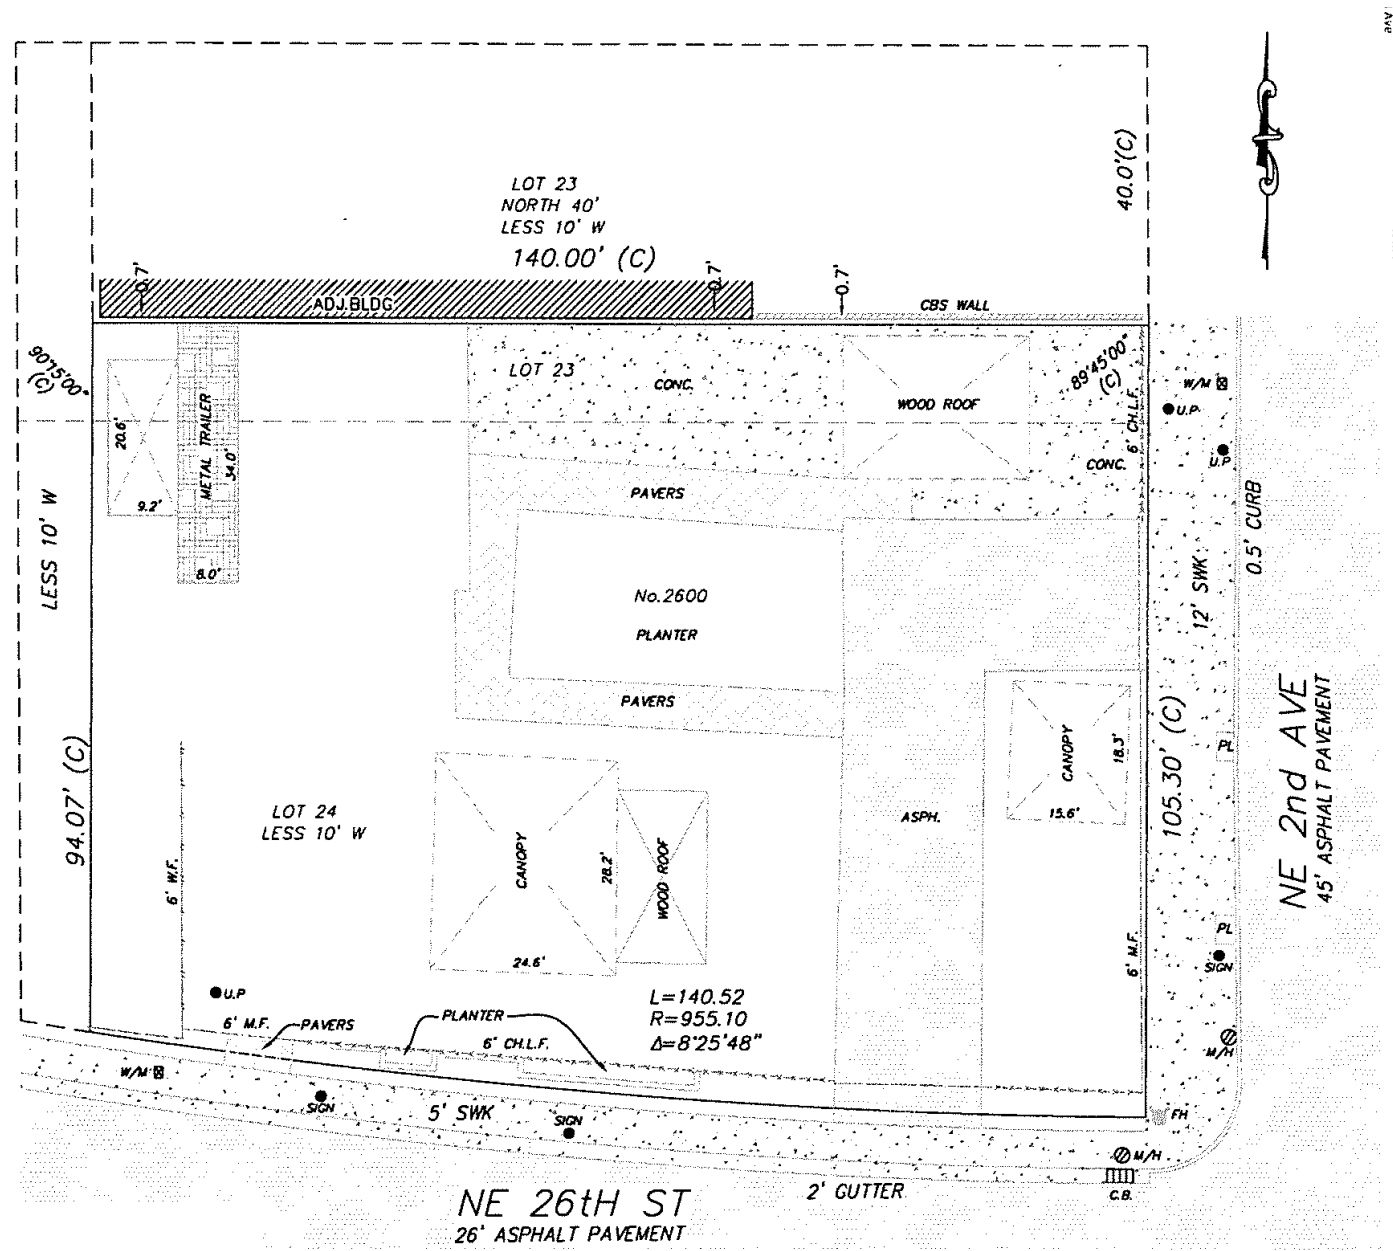 Ave
LOT 23
NORTH 40'
LESS 10' W
140.00' (C)
40.0'(C)
0.7'
ADJ.BLDG
0.7'
0.7'
CBS WALL
90°15'00"
(C)
LOT 23
CONC.
WOOD ROOF
89°45'00"
(C)
6' CH.L.F.
CONC.
W/M
U.P.
U.P
20.6'
9.2'
METAL TRAILER
34.0'
8.0'
PAVERS
LESS 10' W
No.2600
PLANTER
PAVERS
0.5' CURB
12' SWK
94.07' (C)
LOT 24
LESS 10' W
6' W.F.
CANOPY
28.2'
24.6'
WOOD ROOF
ASPH.
CANOPY
18.3'
15.6'
105.30' (C)
PL
NE 2nd AVE
45' ASPHALT PAVEMENT
6' M.F.
PL
SIGN
U.P
L=140.52
R=955.10
Δ=8°25'48"
6' M.F.
PAVERS
PLANTER
6' CH.L.F.
M/H
W/M
SIGN
5' SWK
SIGN
FH
M/H
C.B.
2' GUTTER
NE 26tH ST
26' ASPHALT PAVEMENT